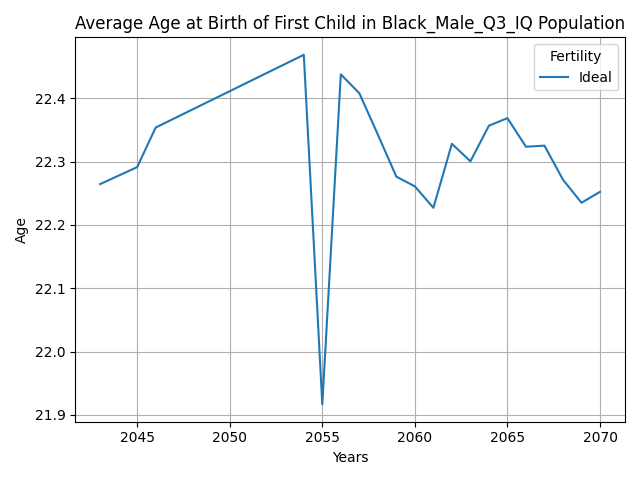 Average Age at Birth of First Child in Black_Male_Q3_IQ Population
Fertility
Ideal
22.4
22.3
22.2
22.1
22.0
21.9
Age
2045
2050
2055
2060
2065
2070
Years